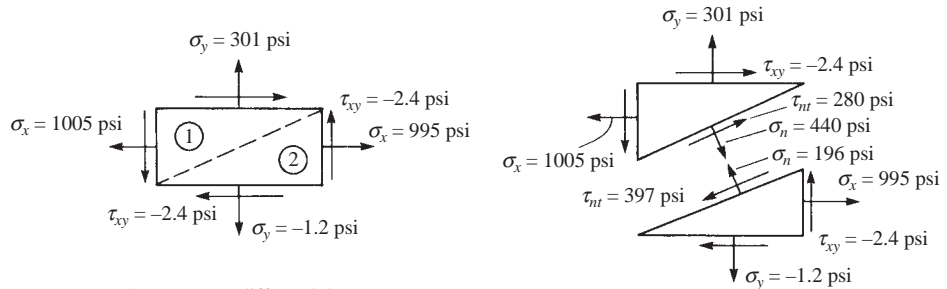 σy = 301 psi
τxy = –2.4 psi
σx = 1005 psi
1
2
σx = 995 psi
τxy = –2.4 psi
σy = –1.2 psi
σy = 301 psi
τxy = –2.4 psi
τnt = 280 psi
σn = 440 psi
σx = 1005 psi
σn = 196 psi
σx = 995 psi
τnt = 397 psi
τxy = –2.4 psi
σy = –1.2 psi